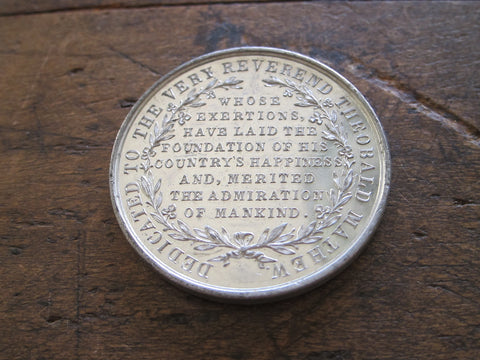 DEDICATED TO THE VERY REVEREND THEOBALD MATHEW.
WHOSE
EXERTIONS,
HAVE LAID THE
FOUNDATION OF HIS
COUNTRY'S HAPPINESS
AND, MERITED
THE ADMIRATION
OF MANKIND.